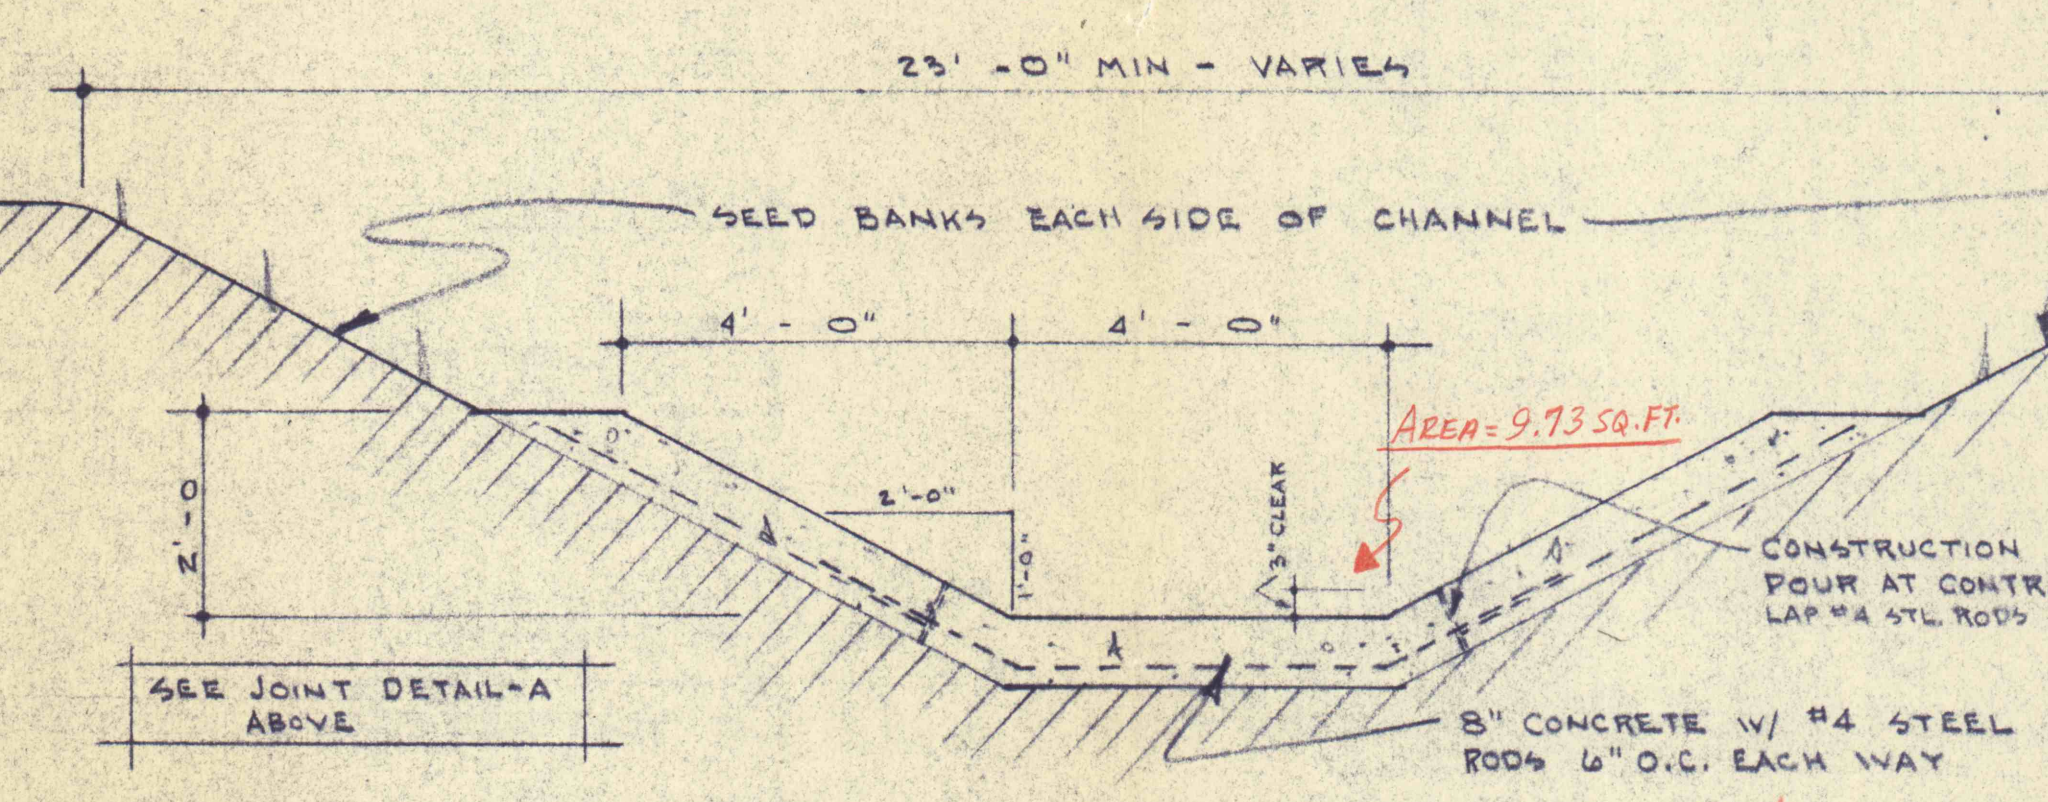 23' - 0" MIN - VARIES
SEED BANKS EACH SIDE OF CHANNEL
4' - 0"
4' - 0"
AREA = 9.73 SQ.FT.
2'-0"
2'-0"
1'-0"
3" CLEAR
CONSTRUCTION
POUR AT CONTR
LAP #4 STL. RODS
SEE JOINT DETAIL-A
ABOVE
8" CONCRETE W/ #4 STEEL
RODS 6" O.C. EACH WAY